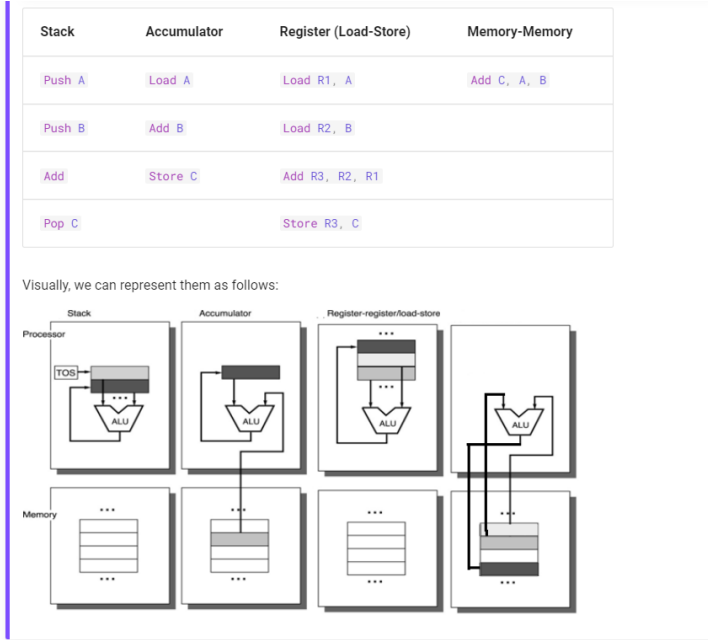 Stack Accumulator Register (Load-Store) Memory-Memory
Push A Load A Load R1, A Add C, A, B
Push B Add B Load R2, B
Add Store C Add R3, R2, R1
Pop C Store R3, C
Visually, we can represent them as follows:
Stack Accumulator Register-register/load-store
Processor
...
TOS
...
...
ALU ALU ALU ALU
Memory
... ... ... ...
... ... ... ...